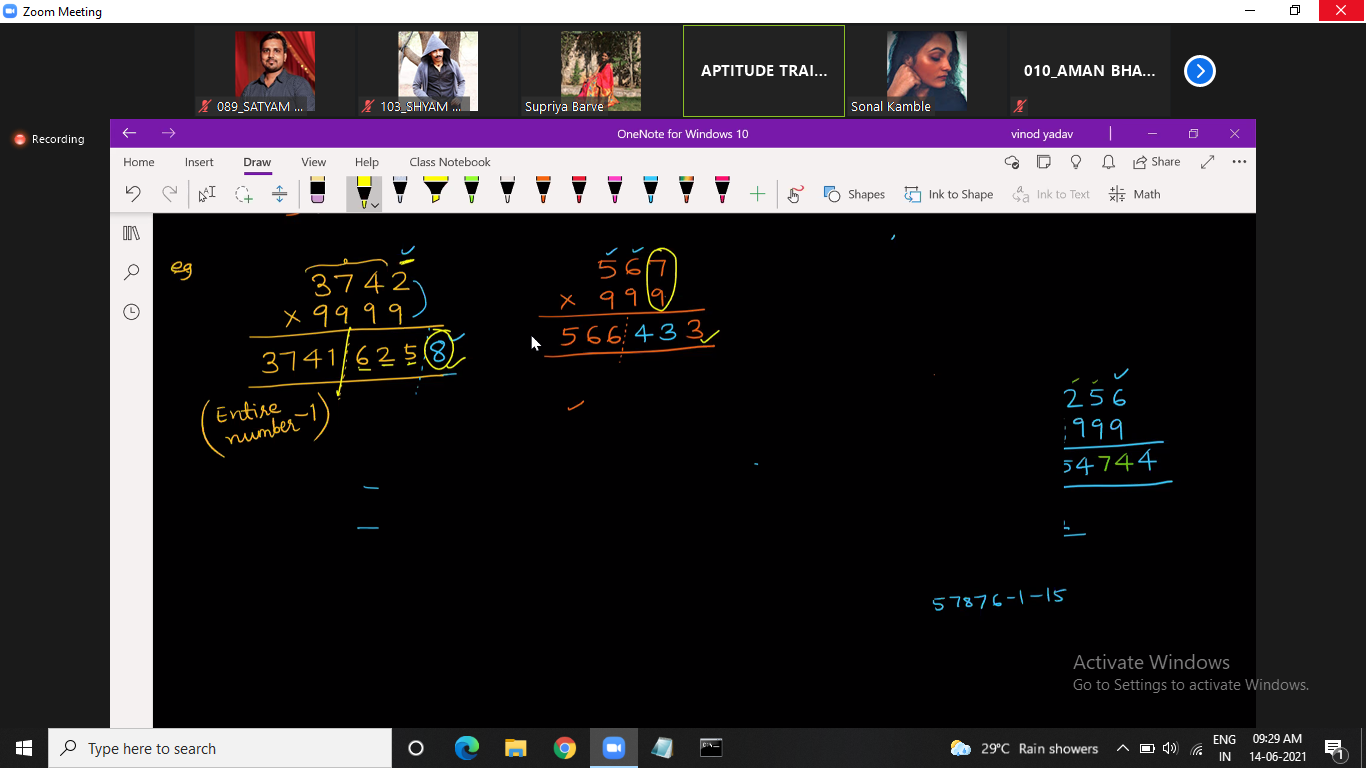 Zoom Meeting
089_SATYAM ...
103_SHYAM ...
Supriya Barve
APTITUDE TRAI...
Sonal Kamble
010_AMAN BHA...
Recording
OneNote for Windows 10
vinod yadav
Home Insert Draw View Help Class Notebook
Share
Shapes
Ink to Shape
Ink to Text
Math
eg
3742
× 9999
3741 6258
(Entire number -1)
567
× 999
566 433
256
999
54744
57876-1-15
Activate Windows
Go to Settings to activate Windows.
Type here to search
29°C Rain showers
ENG
IN
09:29 AM
14-06-2021
1